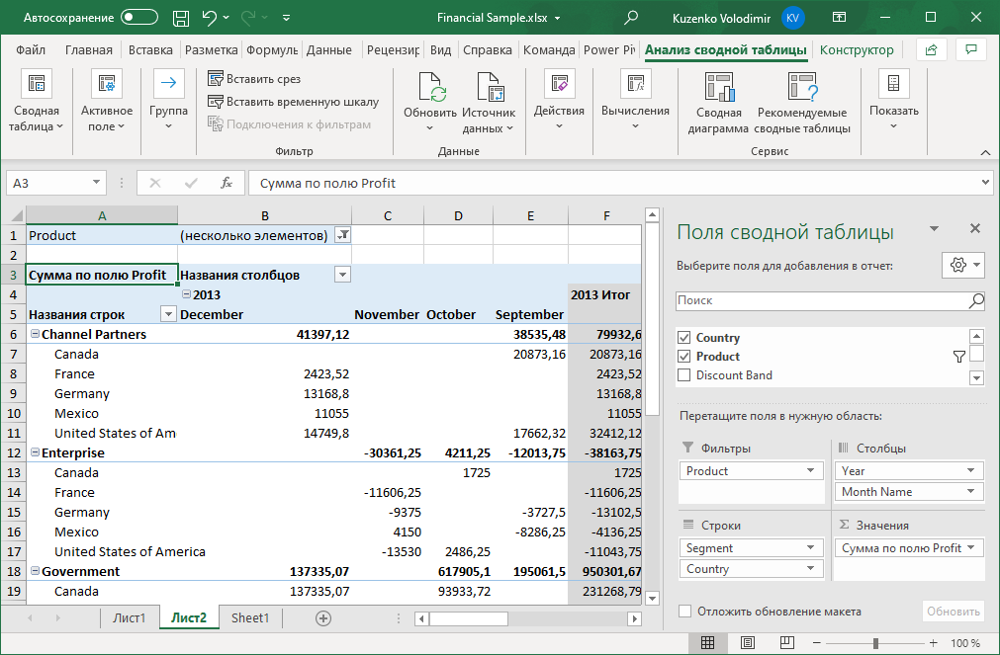 Автосохранение Financial Sample.xlsx Kuzenko Volodimir KV
Файл Главная Вставка Разметка Формуль Данные Рецензир Вид Справка Команда Power Piv Анализ сводной таблицы Конструктор
Сводная таблица
Активное поле
Группа
Вставить срез
Вставить временную шкалу
Подключения к фильтрам
Фильтр
Обновить
Источник данных
Данные
Действия
Вычисления
Сводная диаграмма
Рекомендуемые сводные таблицы
Сервис
Показать
A3 fx Сумма по полю Profit
A B C D E F
1 Product (несколько элементов)
2
3 Сумма по полю Profit Названия столбцов
4 2013 2013 Итог
5 Названия строк December November October September
6 Channel Partners 41397,12 38535,48 79932,6
7 Canada 20873,16 20873,16
8 France 2423,52 2423,52
9 Germany 13168,8 13168,8
10 Mexico 11055 11055
11 United States of Am 14749,8 17662,32 32412,12
12 Enterprise -30361,25 4211,25 -12013,75 -38163,75
13 Canada 1725 1725
14 France -11606,25 -11606,25
15 Germany -9375 -3727,5 -13102,5
16 Mexico 4150 -8286,25 -4136,25
17 United States of America -13530 2486,25 -11043,75
18 Government 137335,07 617905,1 195061,5 950301,67
19 Canada 137335,07 93933,72 231268,79
Лист1 Лист2 Sheet1
Поля сводной таблицы
Выберите поля для добавления в отчет:
Поиск
Country
Product
Discount Band
Перетащите поля в нужную область:
Фильтры
Product
Столбцы
Year
Month Name
Строки
Segment
Country
Σ Значения
Сумма по полю Profit
Отложить обновление макета Обновить
100 %